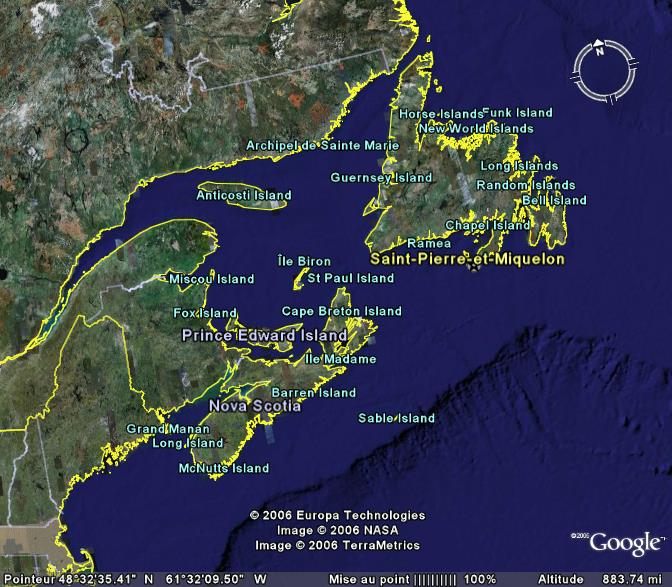 N
Horse Islands
Funk Island
New World Islands
Archipel de Sainte Marie
Long Islands
Guernsey Island
Random Islands
Anticosti Island
Bell Island
Chapel Island
Ramea
Saint-Pierre-et-Miquelon
Île Biron
Miscou Island
St Paul Island
Fox Island
Cape Breton Island
Prince Edward Island
Île Madame
Barren Island
Nova Scotia
Sable Island
Grand Manan
Long Island
McNutts Island
© 2006 Europa Technologies
Image © 2006 NASA
Image © 2006 TerraMetrics
©2005 Google™
Pointeur 48°32'35.41" N 61°32'09.50" W Mise au point |||||||||| 100% Altitude 883.74 mi